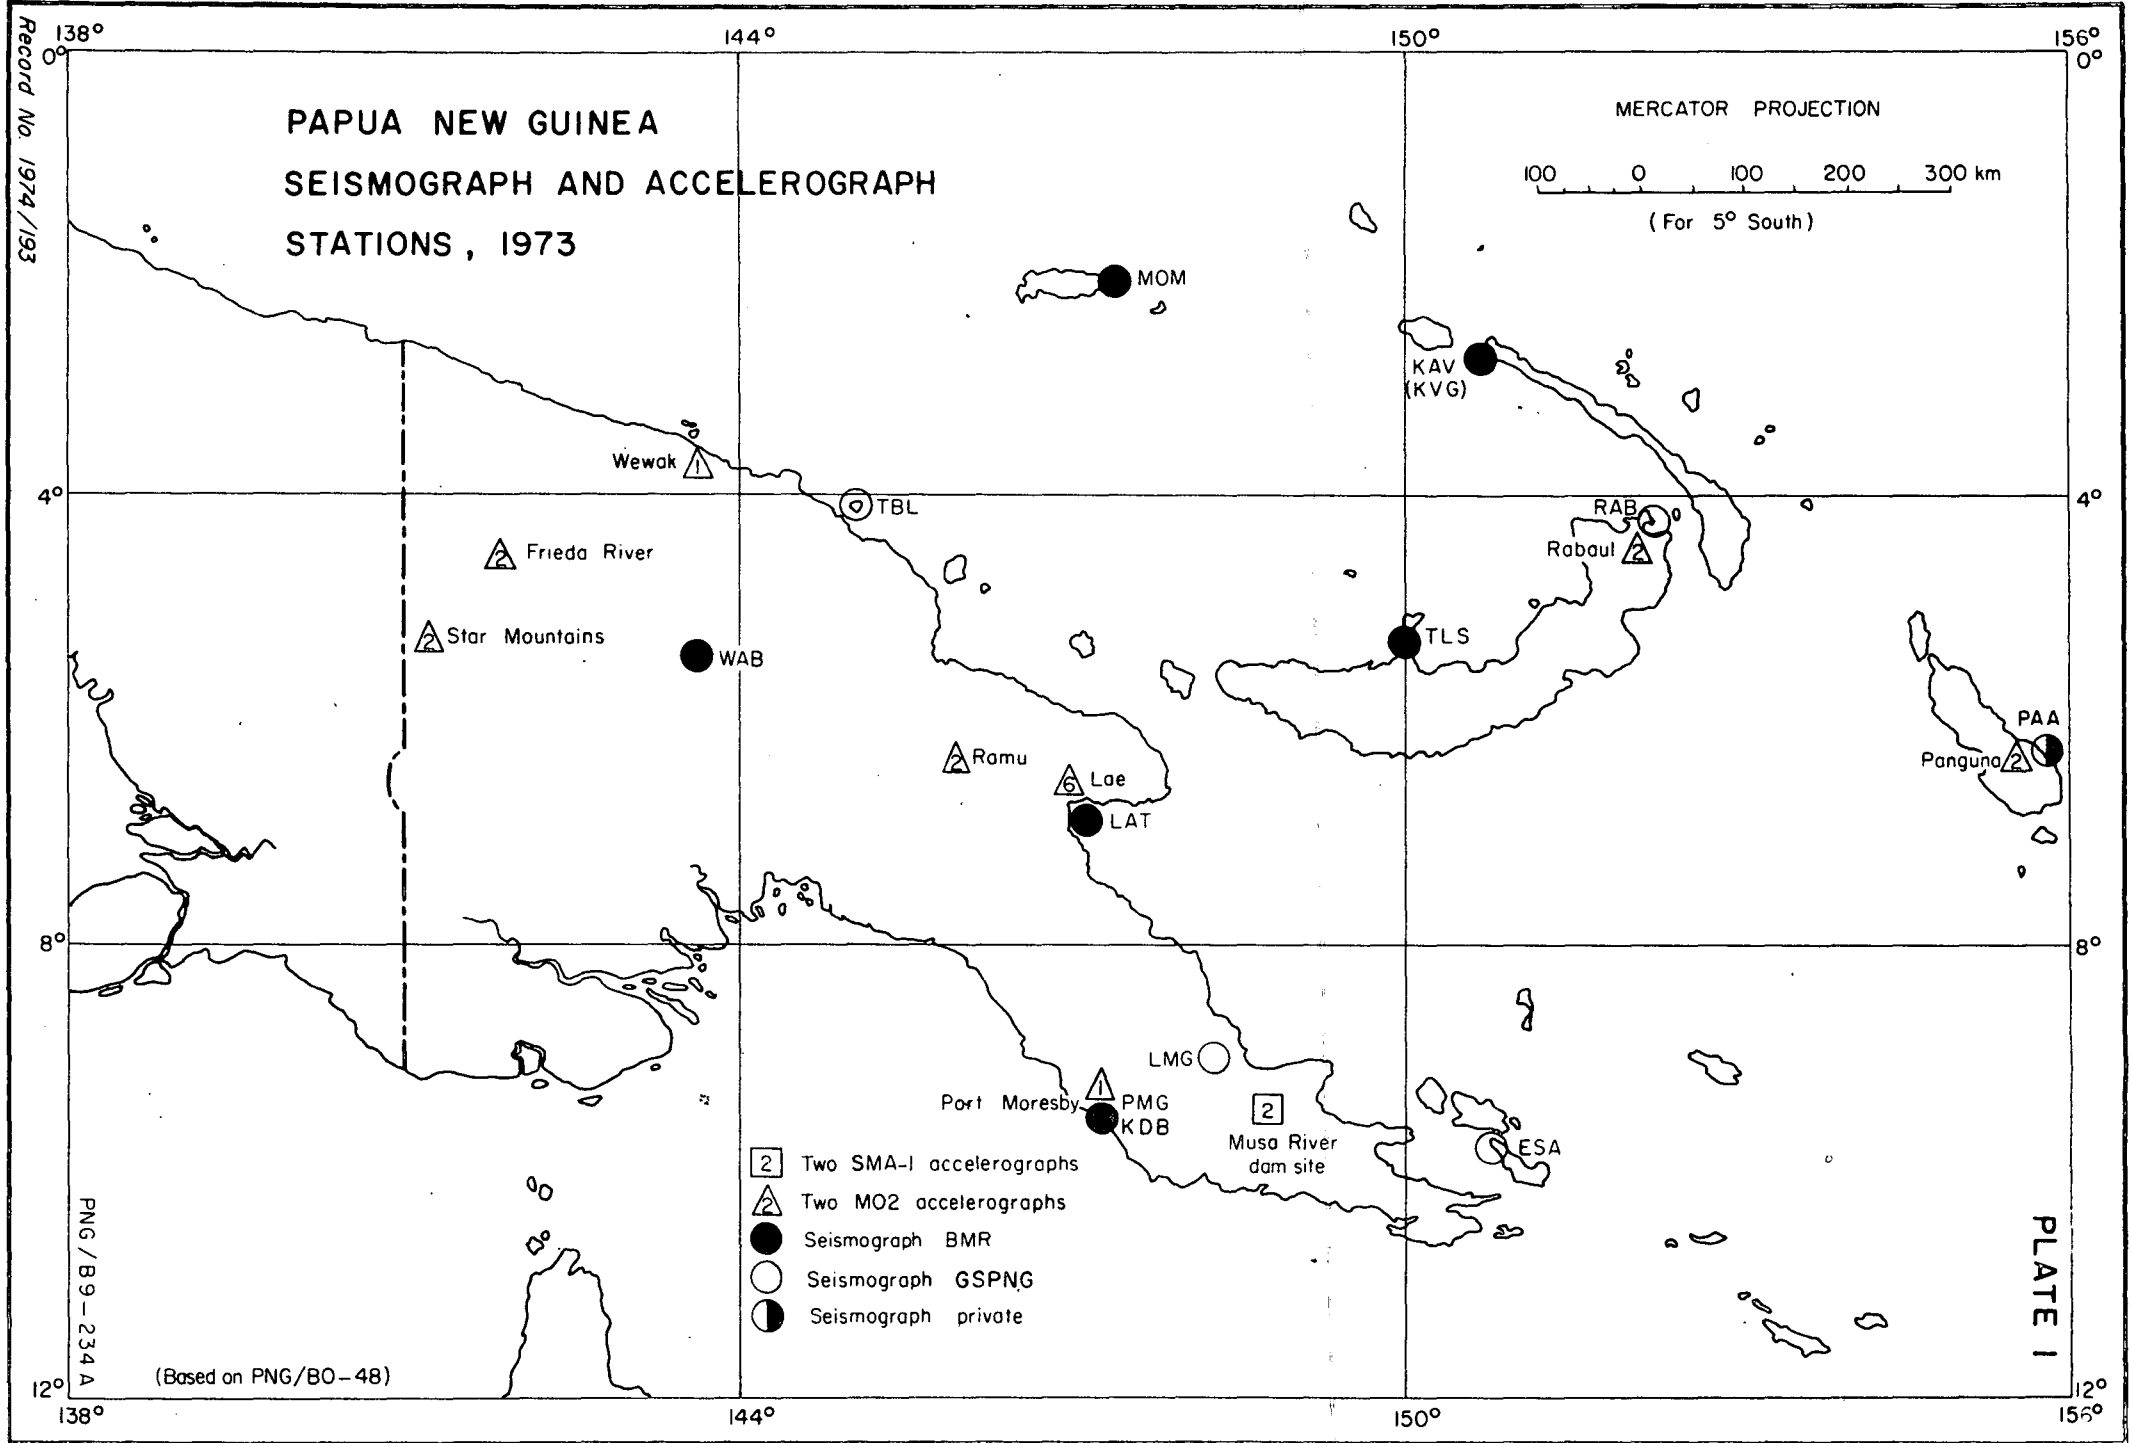 138°
144°
150°
156°
0°
0°
Record No. 1974/193
PAPUA NEW GUINEA
SEISMOGRAPH AND ACCELEROGRAPH
STATIONS, 1973
MERCATOR PROJECTION
100 0 100 200 300 km
(For 5° South)
MOM
KAV
(KVG)
Wewak
1
4°
4°
TBL
RAB
Rabaul
2
2
Frieda River
2
Star Mountains
WAB
TLS
PAA
Panguna
2
2
Ramu
6
Lae
LAT
8°
8°
LMG
1
Port Moresby
PMG
KDB
2
Musa River
dam site
ESA
2 Two SMA-1 accelerographs
2 Two MO2 accelerographs
Seismograph BMR
Seismograph GSPNG
Seismograph private
PNG/B9-234A
(Based on PNG/BO-48)
PLATE 1
12°
12°
138°
144°
150°
156°